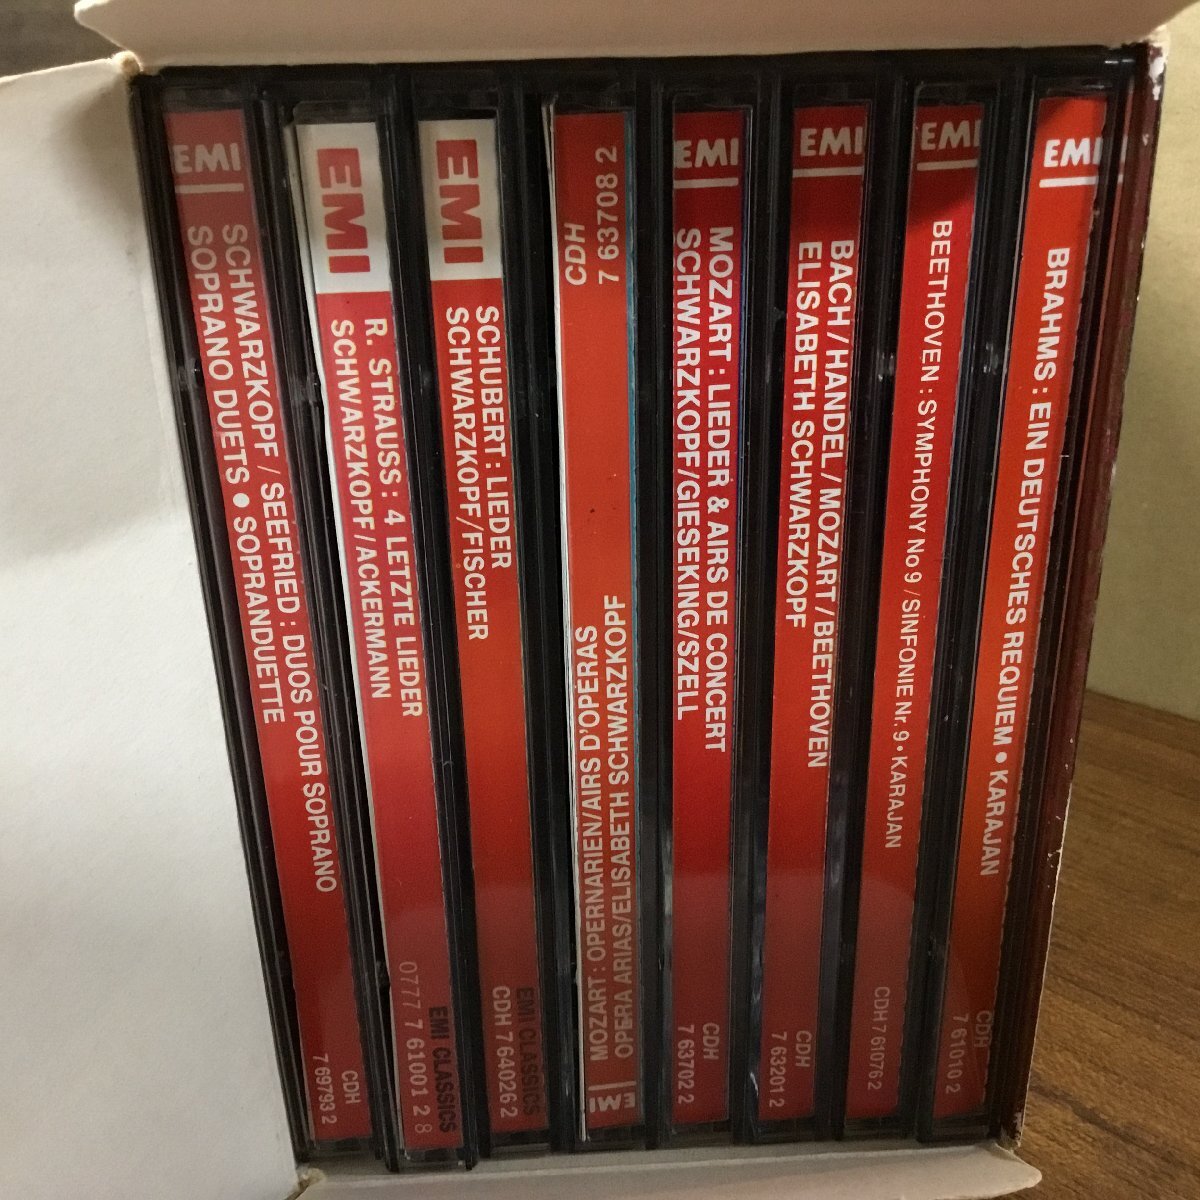 EMI
SCHWARZKOPF / SEEFRIED : DUOS POUR SOPRANO
SOPRANO DUETS • SOPRANDUETTE
CDH
7 69793 2
EMI
R. STRAUSS : 4 LETZTE LIEDER
SCHWARZKOPF/ACKERMANN
EMI CLASSICS
0777 7 61001 2 8
EMI
SCHUBERT : LIEDER
SCHWARZKOPF/FISCHER
EMI CLASSICS
CDH 7 64026 2
CDH
7 63708 2
MOZART : OPERNARIEN/AIRS D'OPÉRAS
OPERA ARIAS/ELISABETH SCHWARZKOPF
EMI
EMI
MOZART : LIEDER & AIRS DE CONCERT
SCHWARZKOPF/GIESEKING/SZELL
CDH
7 63702 2
EMI
BACH/HANDEL/MOZART/BEETHOVEN
ELISABETH SCHWARZKOPF
CDH
7 63201 2
EMI
BEETHOVEN : SYMPHONY No 9 / SINFONIE Nr. 9 • KARAJAN
CDH 7 61076 2
EMI
BRAHMS : EIN DEUTSCHES REQUIEM • KARAJAN
CDH
7 61010 2